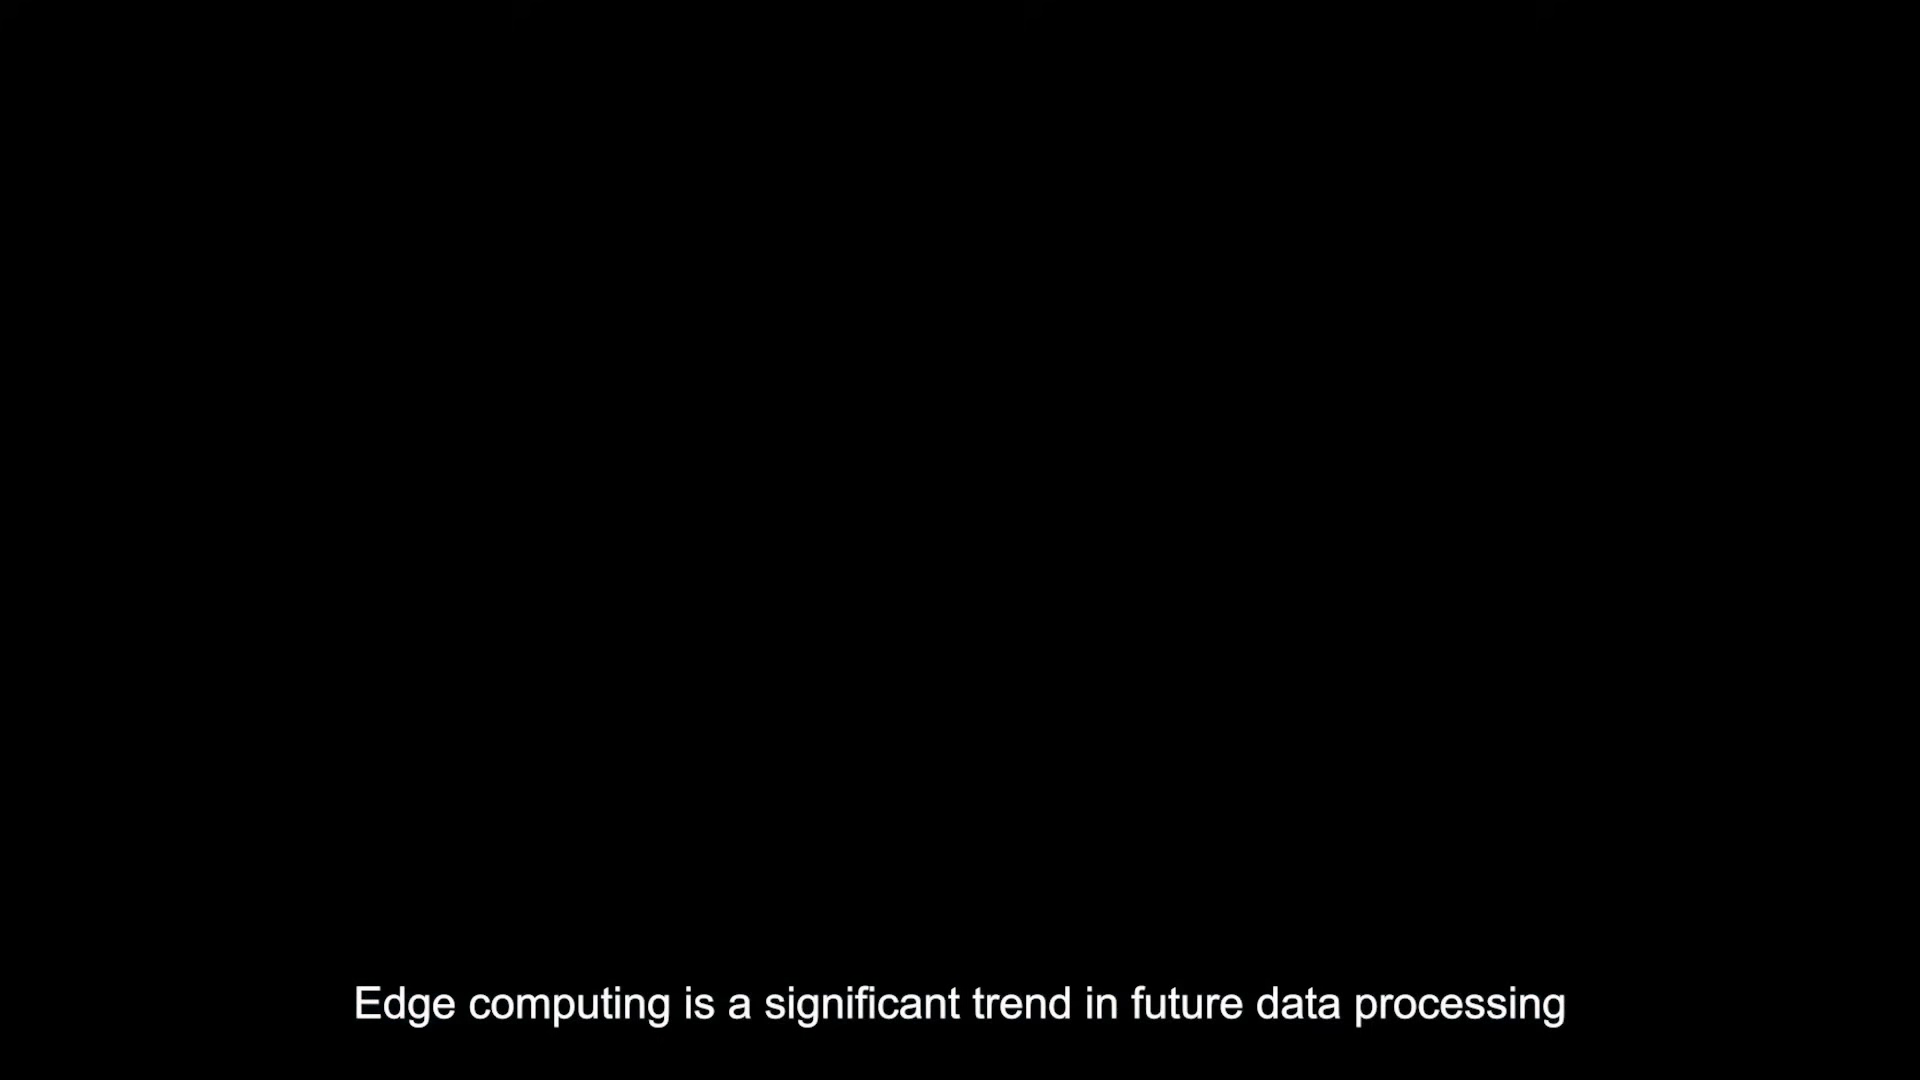 Edge computing is a significant trend in future data processing